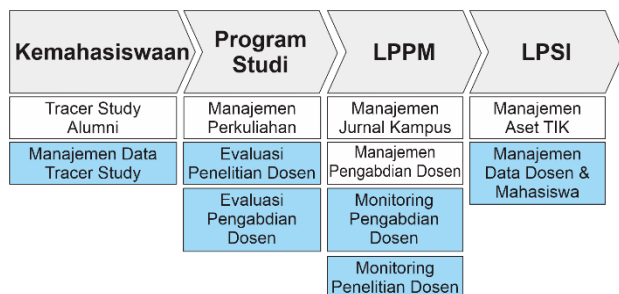 Kemahasiswaan
Program
Studi
LPPM
LPSI
Tracer Study
Alumni
Manajemen Data
Tracer Study
Manajemen
Perkuliahan
Evaluasi
Penelitian Dosen
Evaluasi
Pengabdian
Dosen
Manajemen
Jurnal Kampus
Manajemen
Pengabdian Dosen
Monitoring
Pengabdian
Dosen
Monitoring
Penelitian Dosen
Manajemen
Aset TIK
Manajemen
Data Dosen &
Mahasiswa